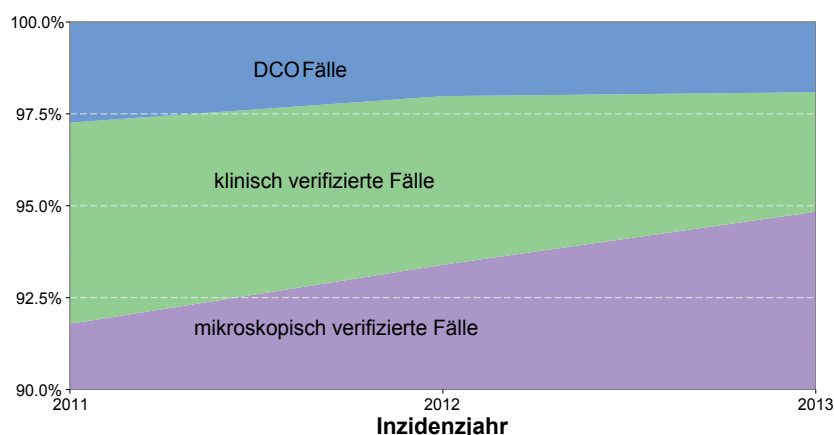 100.0%
DCO Fälle
97.5%
klinisch verifizierte Fälle
95.0%
92.5%
mikroskopisch verifizierte Fälle
90.0%
2011
2012
2013
Inzidenzjahr